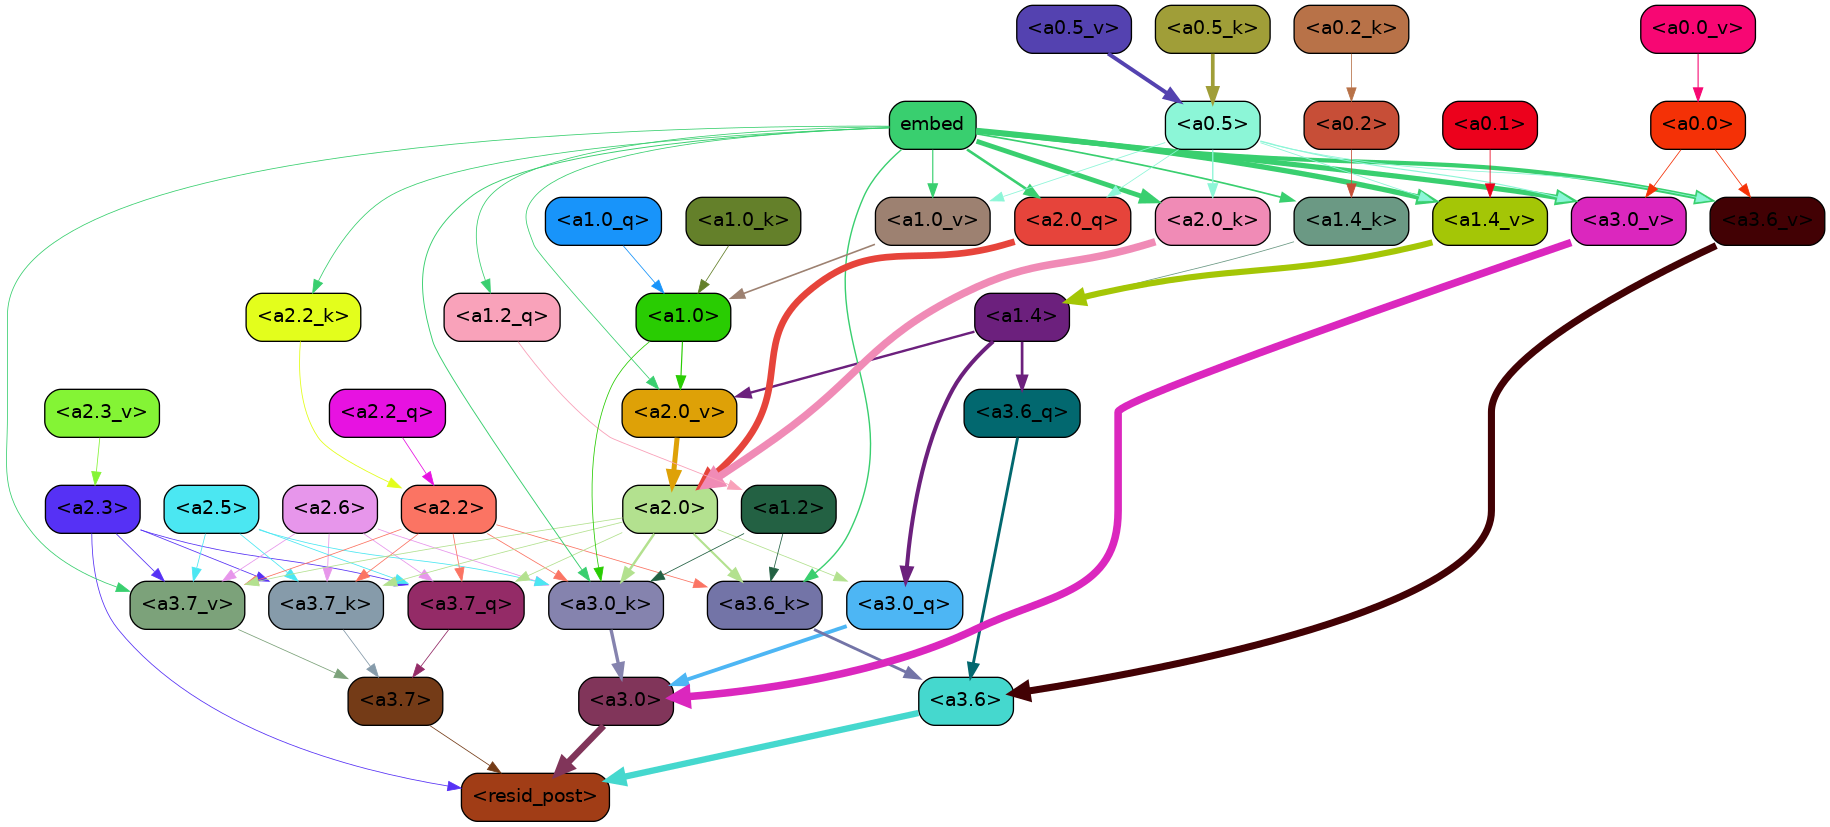 <a0.5_v> <a0.5_k> <a0.2_k> <a0.0_v>
embed <a0.5> <a0.2> <a0.1> <a0.0>
<a1.0_q> <a1.0_k> <a1.0_v> <a2.0_q> <a2.0_k> <a1.4_k> <a1.4_v> <a3.0_v> <a3.6_v>
<a2.2_k> <a1.2_q> <a1.0> <a1.4>
<a2.3_v> <a2.2_q> <a2.0_v> <a3.6_q>
<a2.3> <a2.5> <a2.6> <a2.2> <a2.0> <a1.2>
<a3.7_v> <a3.7_k> <a3.7_q> <a3.0_k> <a3.6_k> <a3.0_q>
<a3.7> <a3.0> <a3.6>
<resid_post>